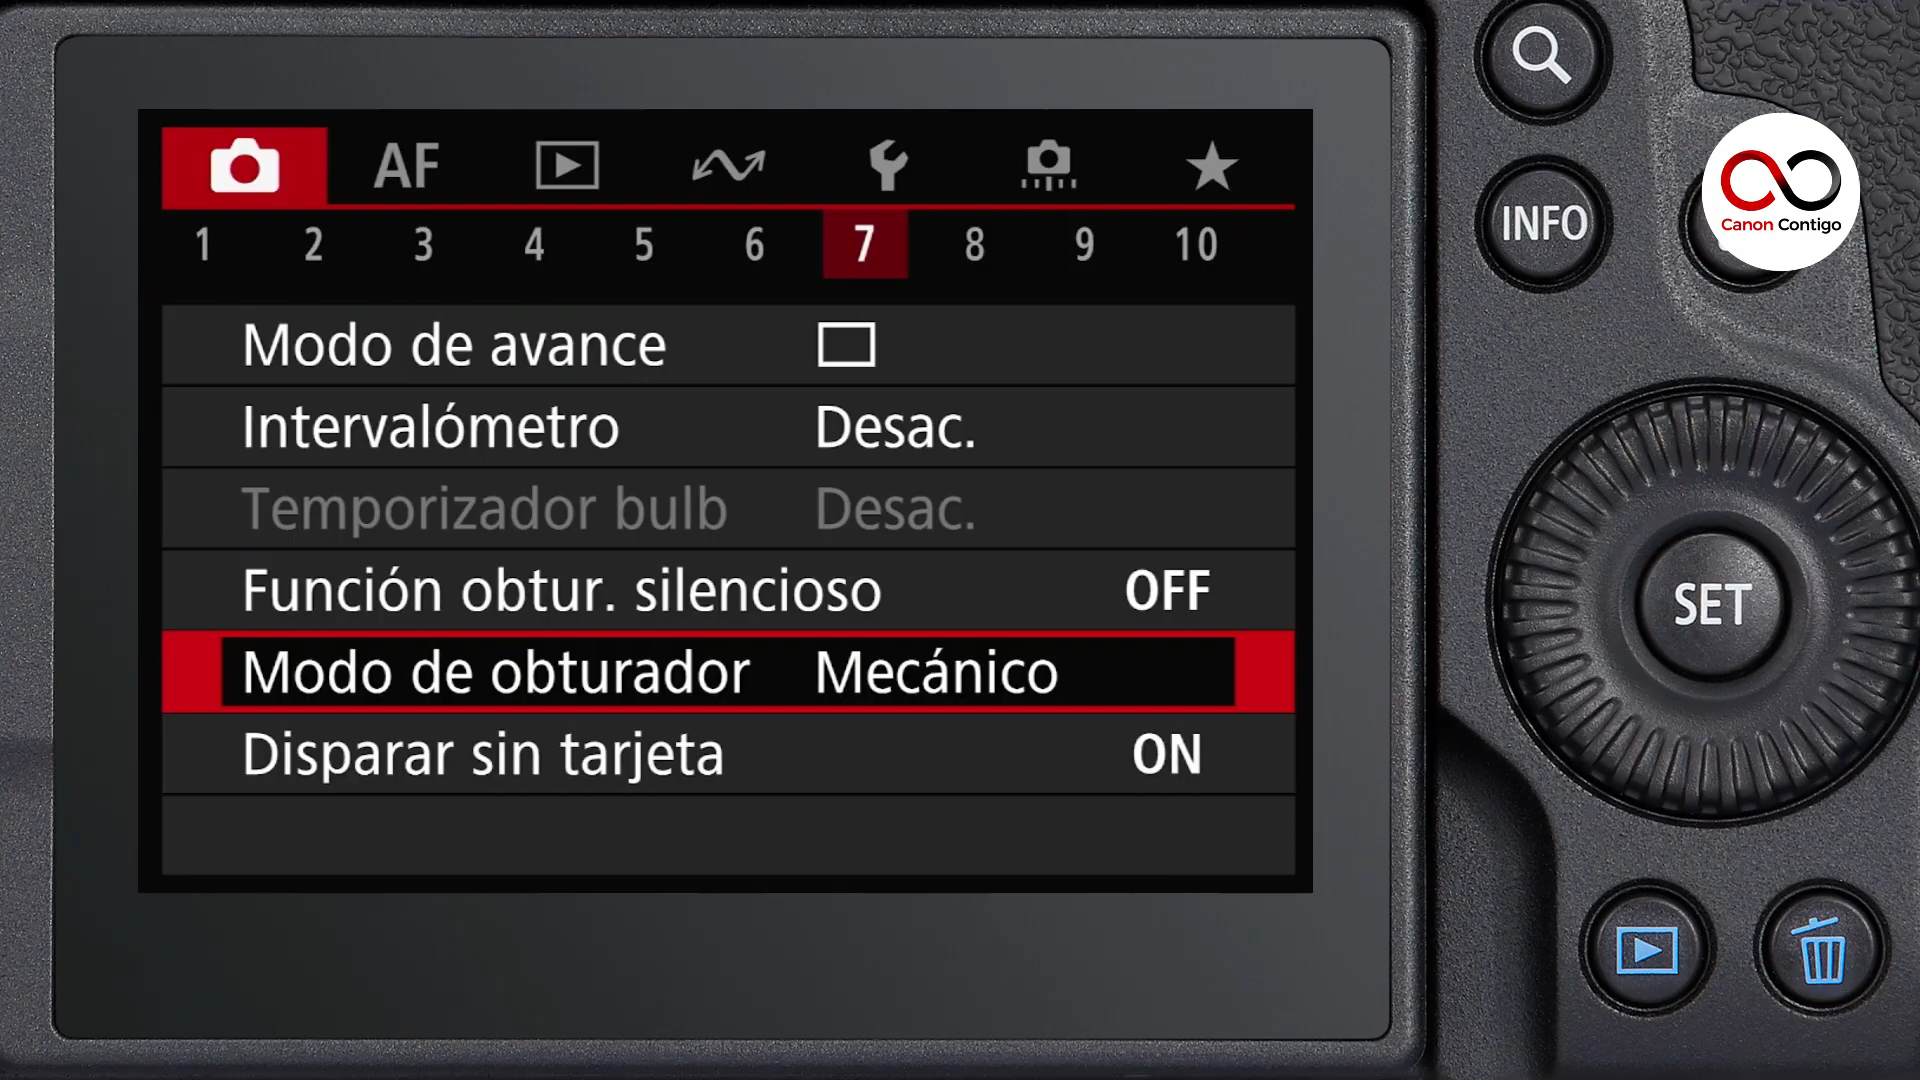 AF
1 2 3 4 5 6 7 8 9 10
Modo de avance
Intervalómetro Desac.
Temporizador bulb Desac.
Función obtur. silencioso OFF
Modo de obturador Mecánico
Disparar sin tarjeta ON
INFO
Canon Contigo
SET